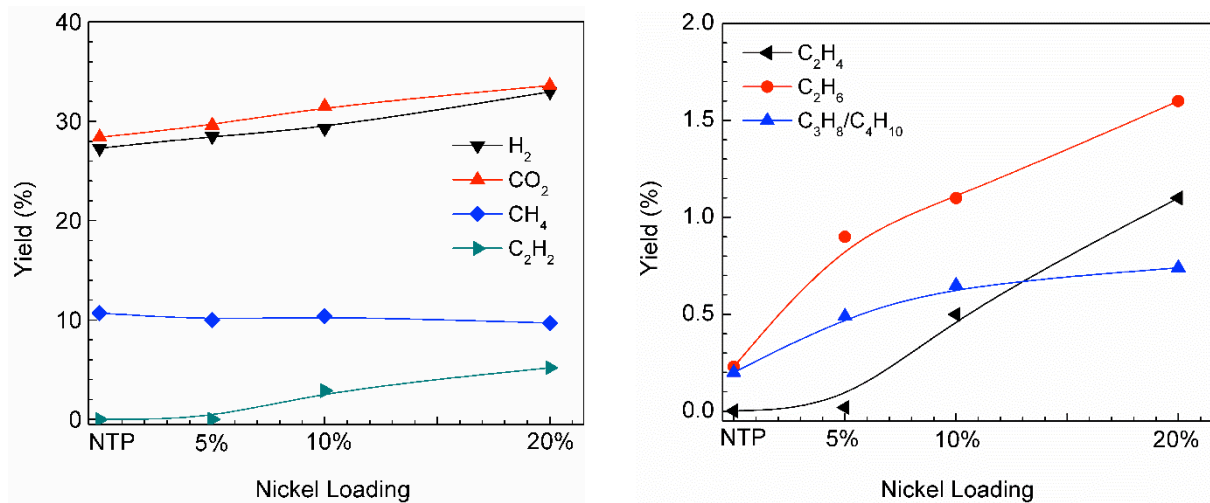 40
30
20
10
0
Yield (%)
H₂
CO₂
CH₄
C₂H₂
NTP 5% 10% 20%
Nickel Loading
2.0
1.5
1.0
0.5
0.0
Yield (%)
C₂H₄
C₂H₆
C₃H₈/C₄H₁₀
NTP 5% 10% 20%
Nickel Loading